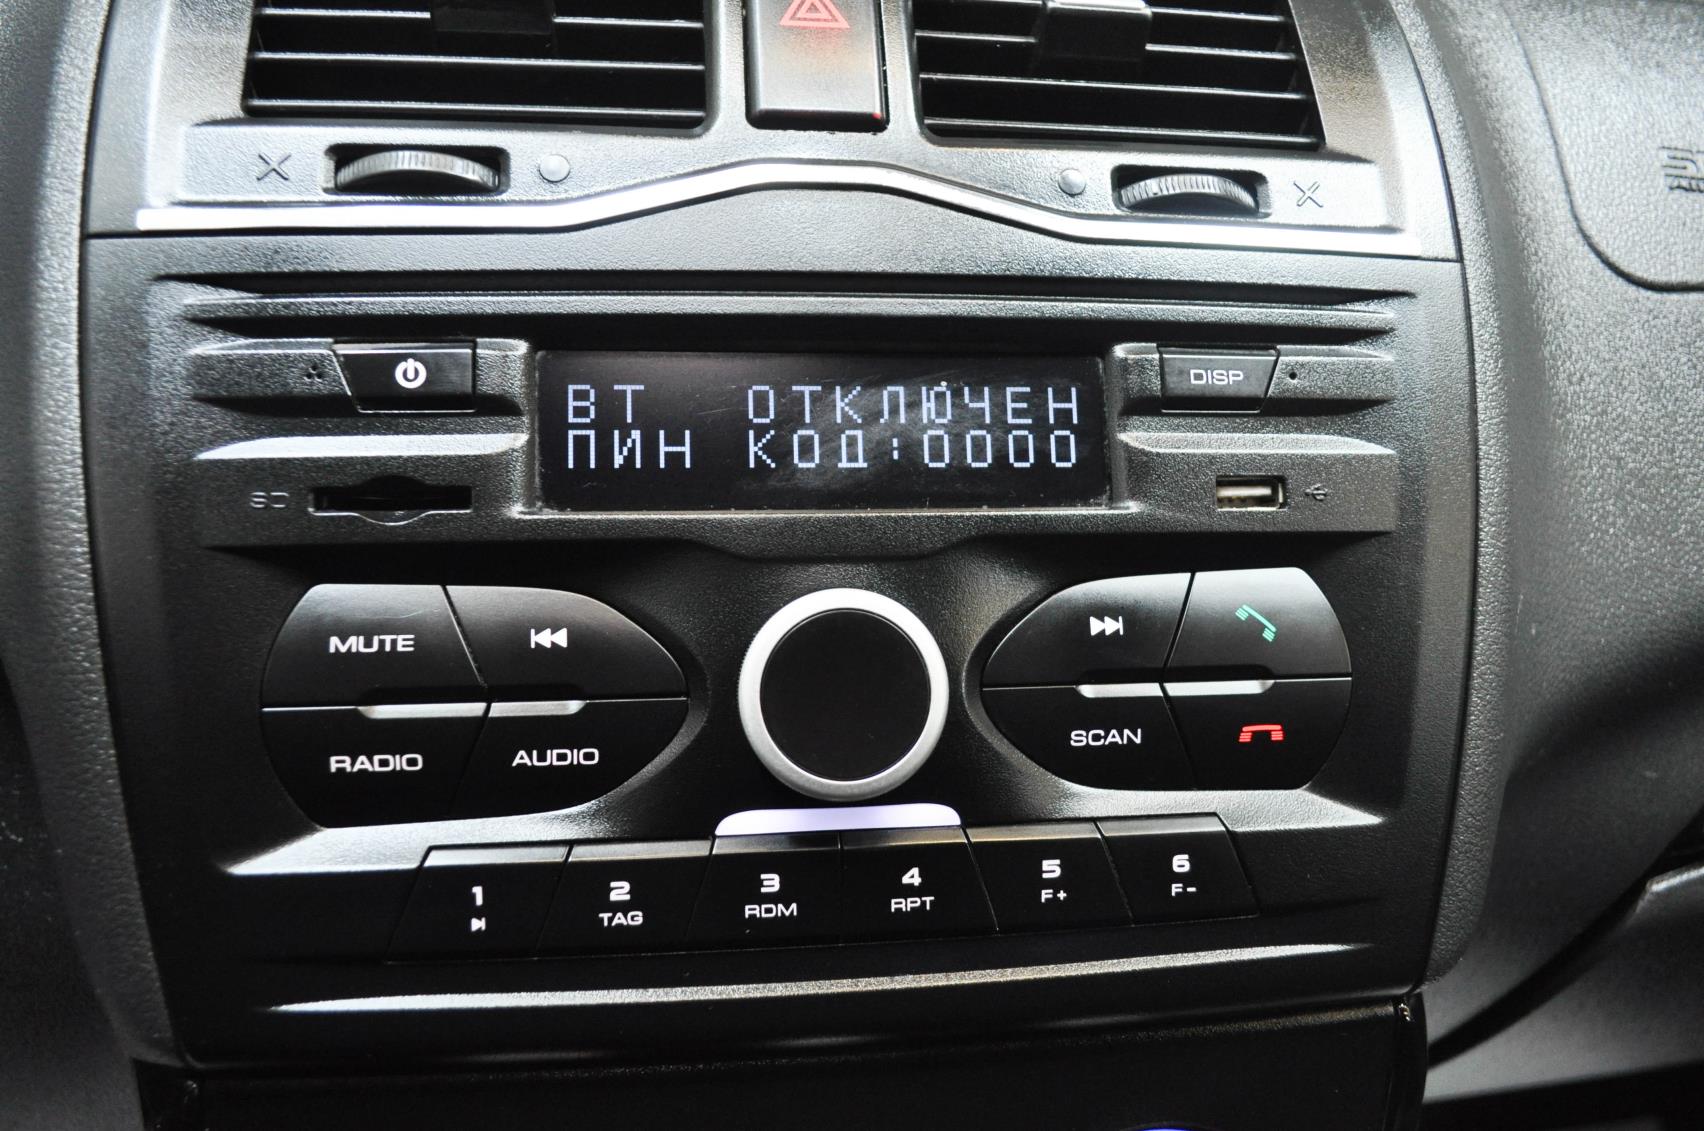 DISP
ВТ ОТКЛЮЧЕН
ПИН КОД:0000
SD
MUTE
RADIO
AUDIO
SCAN
1
2
TAG
3
RDM
4
RPT
5
F+
6
F-